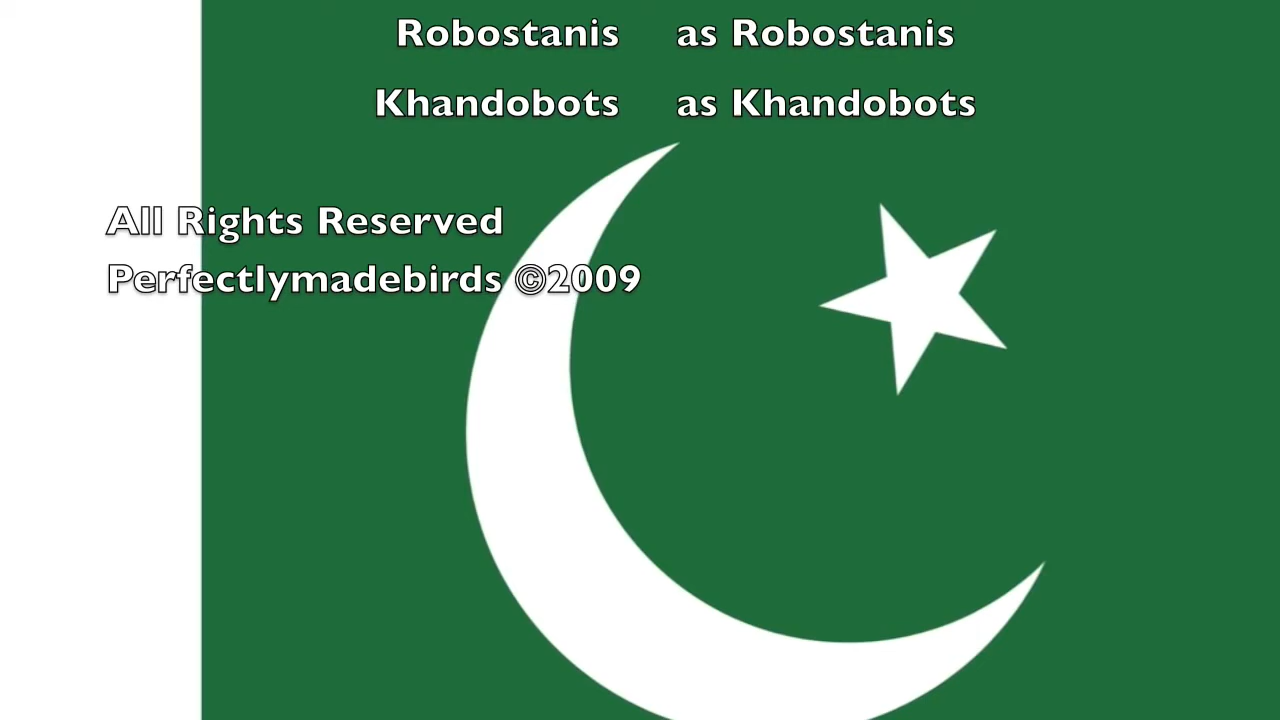 Robostanis as Robostanis
Khandobots as Khandobots
All Rights Reserved
Perfectlymadebirds ©2009